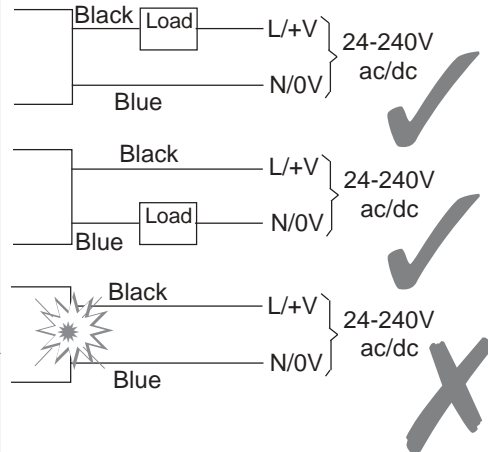 Black Load L/+V
24-240V
ac/dc
N/0V
Blue
Black
L/+V
24-240V
ac/dc
Load N/0V
Blue
Black
L/+V
24-240V
ac/dc
N/0V
Blue